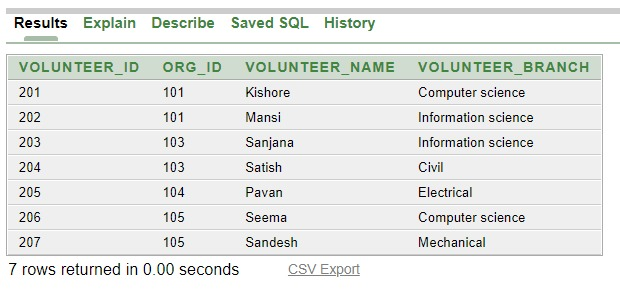 Results Explain Describe Saved SQL History
VOLUNTEER_ID ORG_ID VOLUNTEER_NAME VOLUNTEER_BRANCH
201 101 Kishore Computer science
202 101 Mansi Information science
203 103 Sanjana Information science
204 103 Satish Civil
205 104 Pavan Electrical
206 105 Seema Computer science
207 105 Sandesh Mechanical
7 rows returned in 0.00 seconds CSV Export